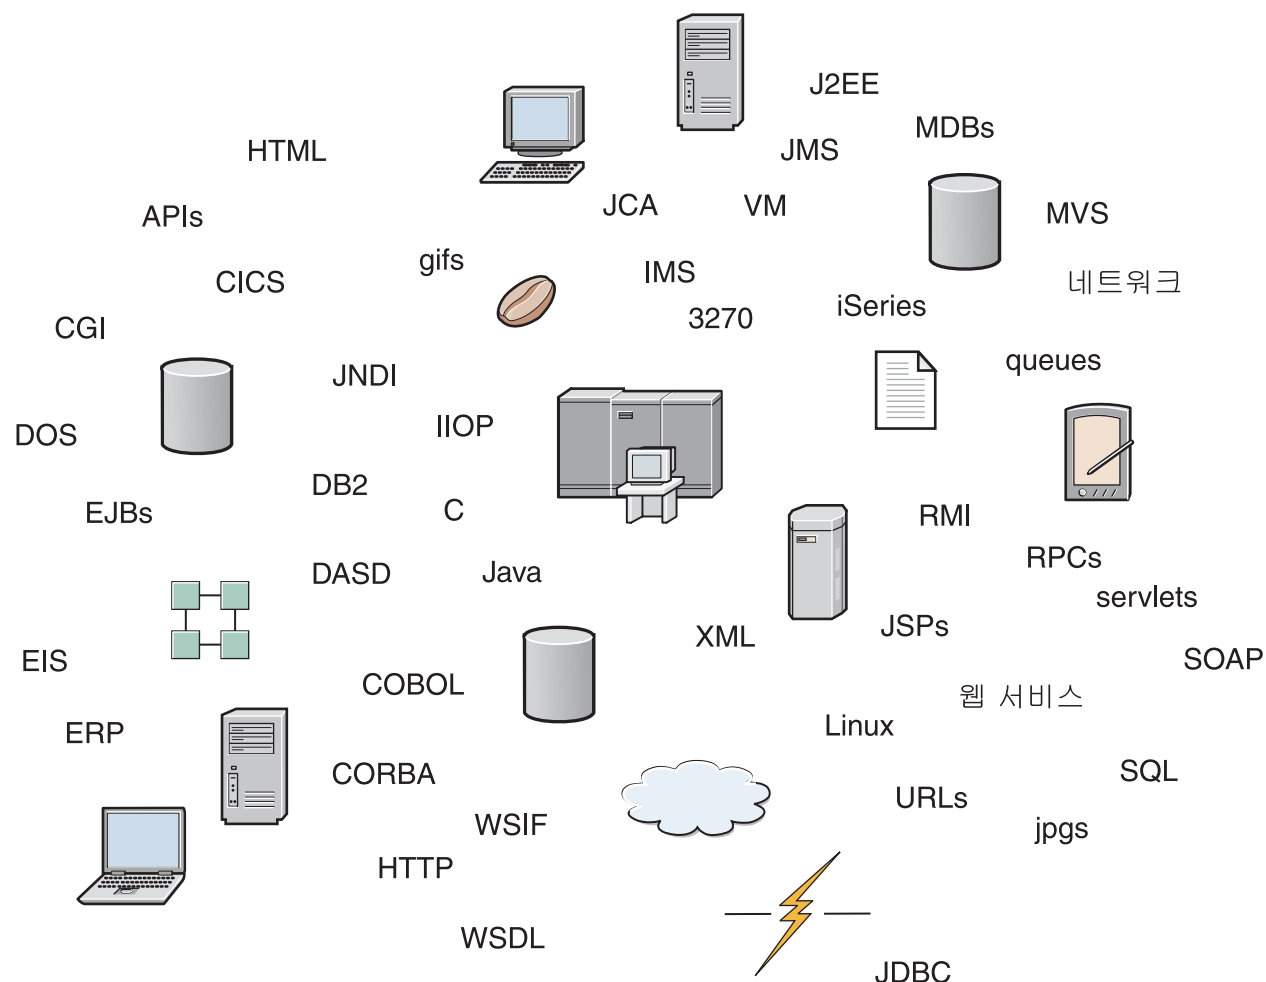 J2EE
MDBs
HTML
JMS
JCA
VM
APIs
MVS
gifs
IMS
CICS
네트워크
iSeries
3270
CGI
queues
JNDI
IIOP
DOS
DB2
C
EJBs
RMI
RPCs
DASD
Java
servlets
JSPs
XML
EIS
SOAP
COBOL
웹 서비스
Linux
ERP
CORBA
SQL
URLs
WSIF
jpgs
HTTP
WSDL
JDBC